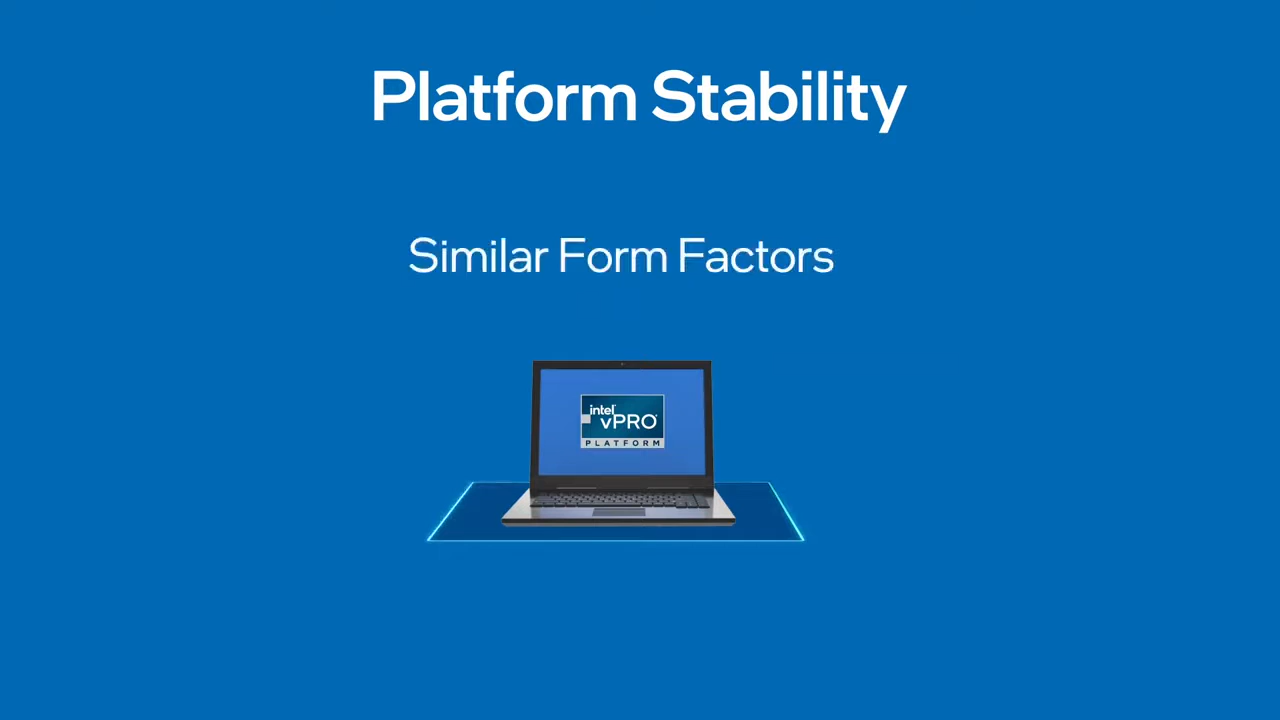 Platform Stability
Similar Form Factors
intel
vPRO
PLATFORM